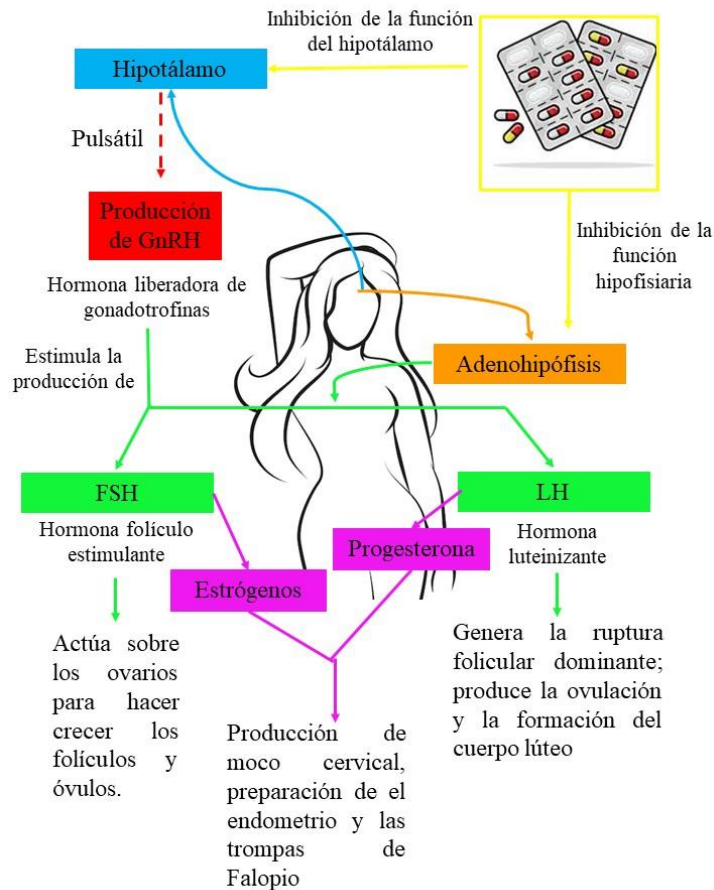 Inhibición de la función
del hipotálamo
Hipotálamo
Pulsátil
Producción
de GnRH
Inhibición de la
función
hipofisiaria
Hormona liberadora de
gonadotrofinas
Estimula la
producción de
Adenohipófisis
FSH
LH
Hormona folículo
estimulante
Progesterona
Hormona
luteinizante
Estrógenos
Actúa sobre
los ovarios
para hacer
crecer los
folículos y
óvulos.
Genera la ruptura
folicular dominante;
produce la ovulación
y la formación del
cuerpo lúteo
Producción de
moco cervical,
preparación de el
endometrio y las
trompas de
Falopio